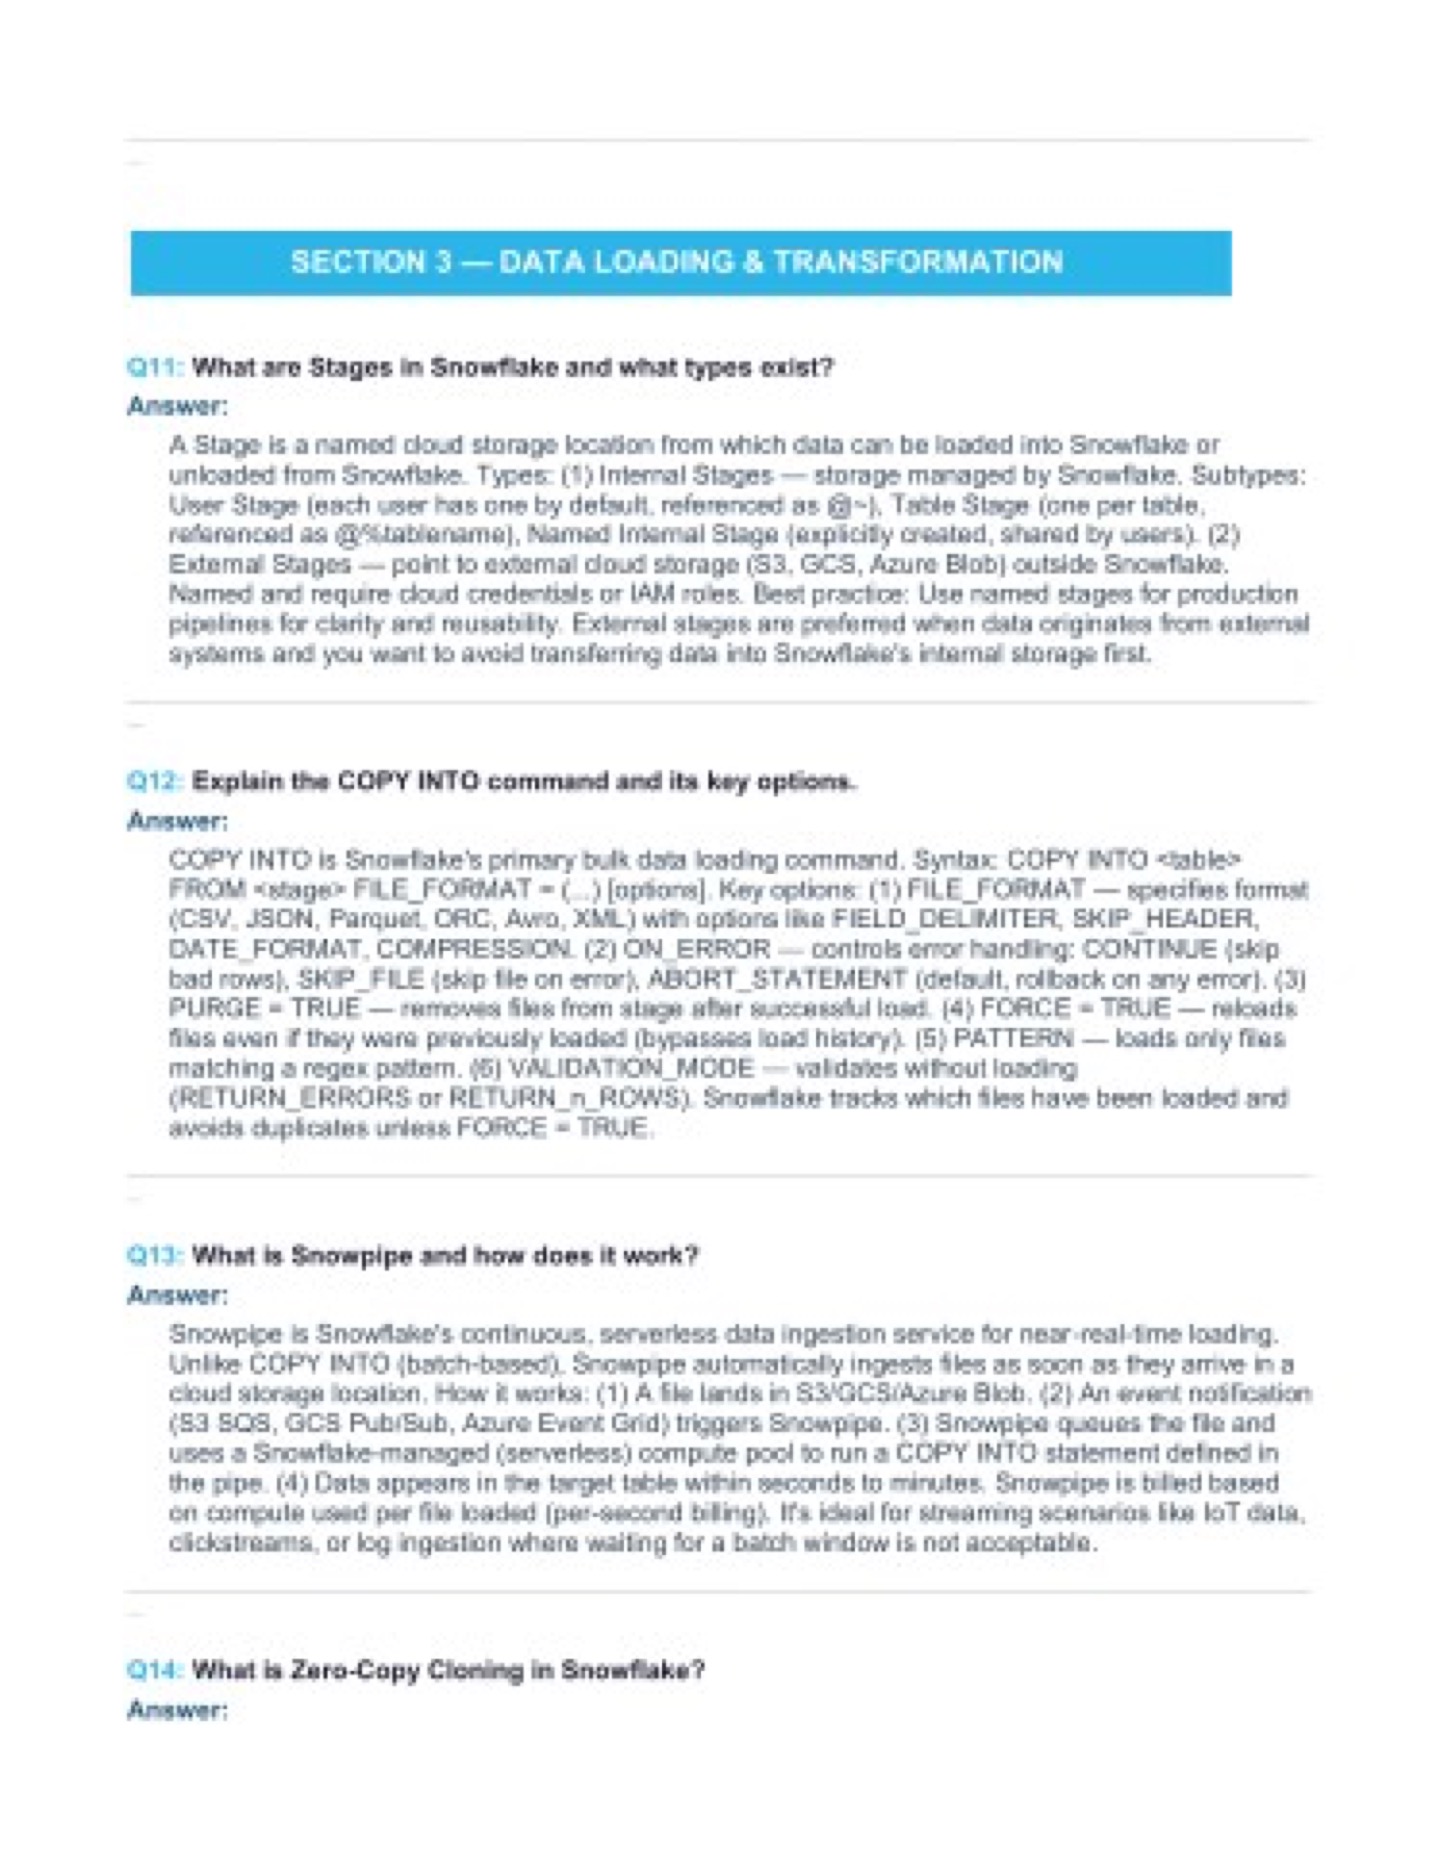 SECTION 3 — DATA LOADING & TRANSFORMATION
Q11: What are Stages in Snowflake and what types exist?
Answer:
A Stage is a named cloud storage location from which data can be loaded into Snowflake or
unloaded from Snowflake. Types: (1) Internal Stages — storage managed by Snowflake. Subtypes:
User Stage (each user has one by default, referenced as @~), Table Stage (one per table,
referenced as @%tablename), Named Internal Stage (explicitly created, shared by users). (2)
External Stages — point to external cloud storage (S3, GCS, Azure Blob) outside Snowflake.
Named and require cloud credentials or IAM roles. Best practice: Use named stages for production
pipelines for clarity and reusability. External stages are preferred when data originates from external
systems and you want to avoid transferring data into Snowflake's internal storage first.
Q12: Explain the COPY INTO command and its key options.
Answer:
COPY INTO is Snowflake's primary bulk data loading command. Syntax: COPY INTO <table>
FROM <stage> FILE_FORMAT = (...) [options]. Key options: (1) FILE_FORMAT — specifies format
(CSV, JSON, Parquet, ORC, Avro, XML) with options like FIELD_DELIMITER, SKIP_HEADER,
DATE_FORMAT, COMPRESSION. (2) ON_ERROR — controls error handling: CONTINUE (skip
bad rows), SKIP_FILE (skip file on error), ABORT_STATEMENT (default, rollback on any error). (3)
PURGE = TRUE — removes files from stage after successful load. (4) FORCE = TRUE — reloads
files even if they were previously loaded (bypasses load history). (5) PATTERN — loads only files
matching a regex pattern. (6) VALIDATION_MODE — validates without loading
(RETURN_ERRORS or RETURN_n_ROWS). Snowflake tracks which files have been loaded and
avoids duplicates unless FORCE = TRUE.
Q13: What is Snowpipe and how does it work?
Answer:
Snowpipe is Snowflake's continuous, serverless data ingestion service for near-real-time loading.
Unlike COPY INTO (batch-based), Snowpipe automatically ingests files as soon as they arrive in a
cloud storage location. How it works: (1) A file lands in S3/GCS/Azure Blob. (2) An event notification
(S3 SQS, GCS Pub/Sub, Azure Event Grid) triggers Snowpipe. (3) Snowpipe queues the file and
uses a Snowflake-managed (serverless) compute pool to run a COPY INTO statement defined in
the pipe. (4) Data appears in the target table within seconds to minutes. Snowpipe is billed based
on compute used per file loaded (per-second billing). It's ideal for streaming scenarios like IoT data,
clickstreams, or log ingestion where waiting for a batch window is not acceptable.
Q14: What is Zero-Copy Cloning in Snowflake?
Answer: